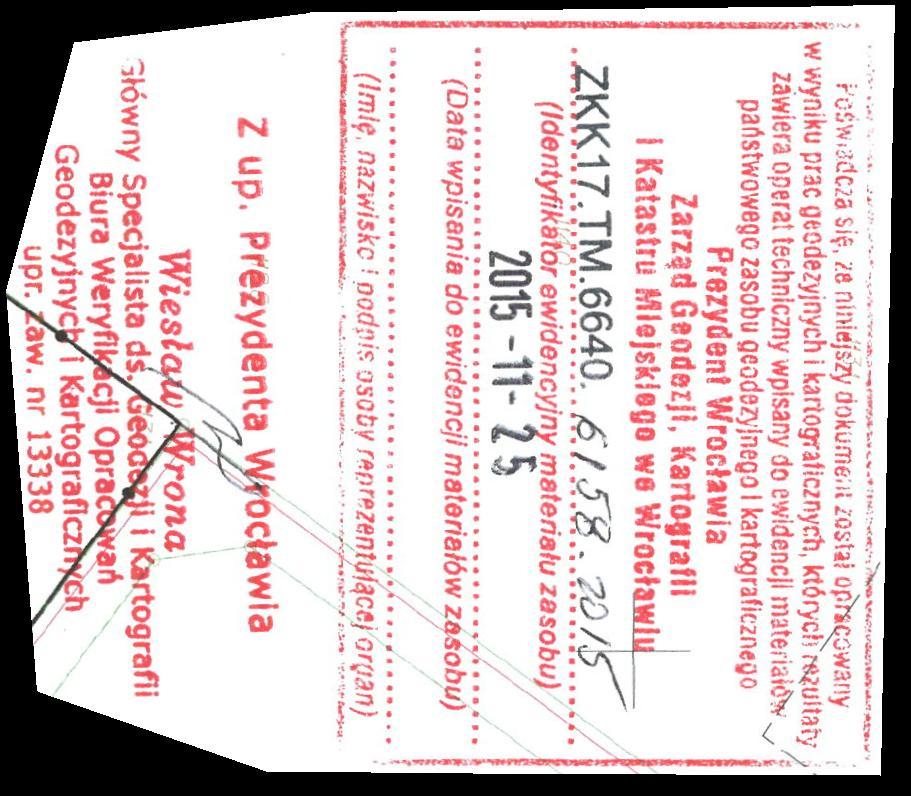 Poświadcza się, że niniejszy dokument został opracowany
w wyniku prac geodezyjnych i kartograficznych, których rezultaty
zawiera operat techniczny wpisany do ewidencji materiałów
państwowego zasobu geodezyjnego i kartograficznego
Prezydent Wrocławia
Zarząd Geodezji, Kartografii
i Katastru Miejskiego we Wrocławiu
ZKK17.TM.6640. 6158.2015
(Identyfikator ewidencyjny materiału zasobu)
2015 -11- 25
(Data wpisania do ewidencji materiałów zasobu)
(Imię, nazwisko i podpis osoby reprezentującej organ)
Z up. Prezydenta Wrocławia
Wiesław Wrona
Główny Specjalista ds. Geodezji i Kartografii
Biura Weryfikacji Opracowań
Geodezyjnych i Kartograficznych
upr. zaw. nr 13338